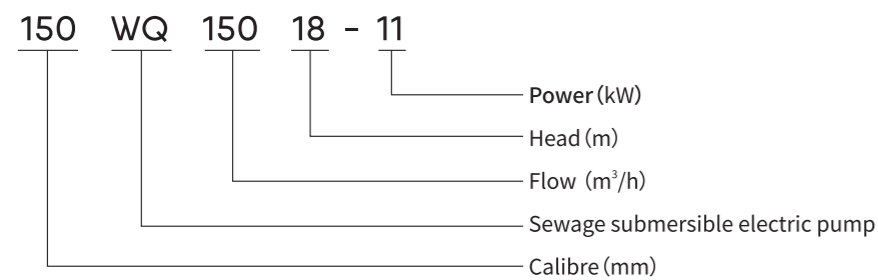 150 WQ 150 18 - 11
Power(kW)
Head(m)
Flow (m³/h)
Sewage submersible electric pump
Calibre(mm)